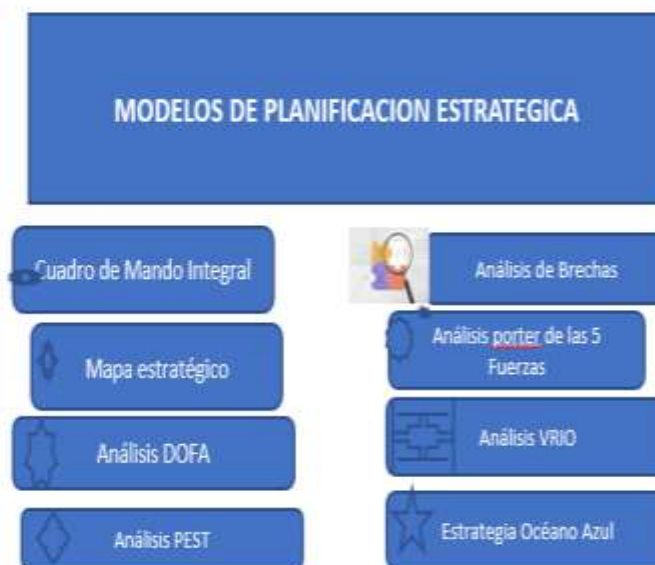 MODELOS DE PLANIFICACION ESTRATEGICA
Cuadro de Mando Integral
Mapa estratégico
Análisis DOFA
Análisis PEST
Análisis de Brechas
Análisis porter de las 5
Fuerzas
Análisis VRIO
Estrategia Océano Azul